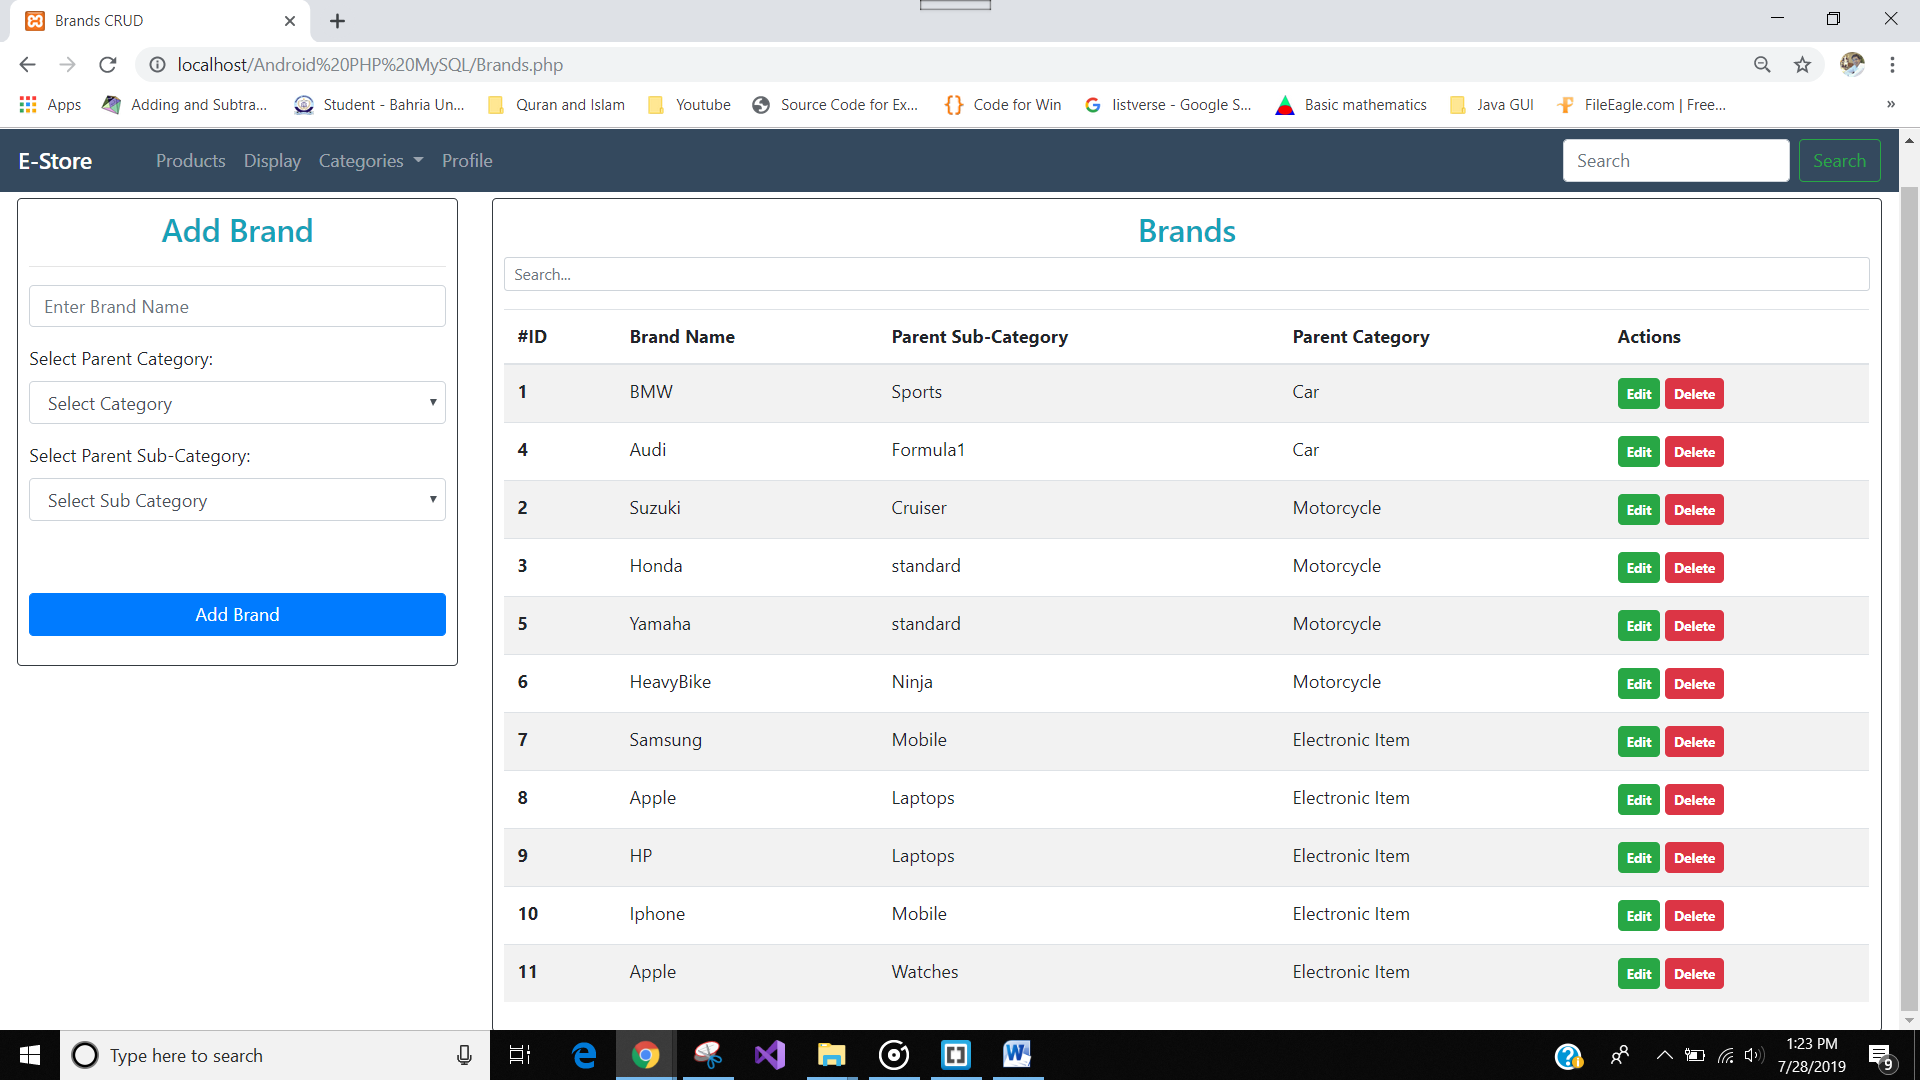 Brands CRUD
localhost/Android%20PHP%20MySQL/Brands.php
Apps Adding and Subtra... Student - Bahria Un... Quran and Islam Youtube Source Code for Ex... Code for Win listverse - Google S... Basic mathematics Java GUI FileEagle.com | Free... »
E-Store Products Display Categories Profile Search Search
Add Brand
Enter Brand Name
Select Parent Category:
Select Category
Select Parent Sub-Category:
Select Sub Category
Add Brand
Brands
Search...
#ID Brand Name Parent Sub-Category Parent Category Actions
1 BMW Sports Car Edit Delete
4 Audi Formula1 Car Edit Delete
2 Suzuki Cruiser Motorcycle Edit Delete
3 Honda standard Motorcycle Edit Delete
5 Yamaha standard Motorcycle Edit Delete
6 HeavyBike Ninja Motorcycle Edit Delete
7 Samsung Mobile Electronic Item Edit Delete
8 Apple Laptops Electronic Item Edit Delete
9 HP Laptops Electronic Item Edit Delete
10 Iphone Mobile Electronic Item Edit Delete
11 Apple Watches Electronic Item Edit Delete
Type here to search
1:23 PM
7/28/2019
9